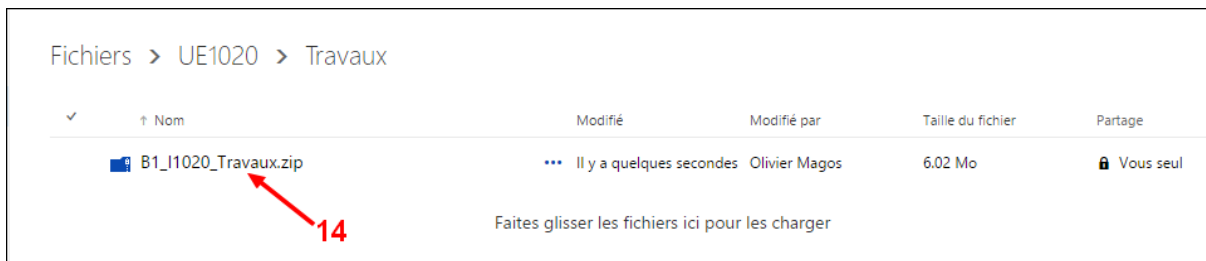 Fichiers > UE1020 > Travaux
✓ ↑ Nom Modifié Modifié par Taille du fichier Partage
B1_I1020_Travaux.zip ••• Il y a quelques secondes Olivier Magos 6.02 Mo Vous seul
Faites glisser les fichiers ici pour les charger
14